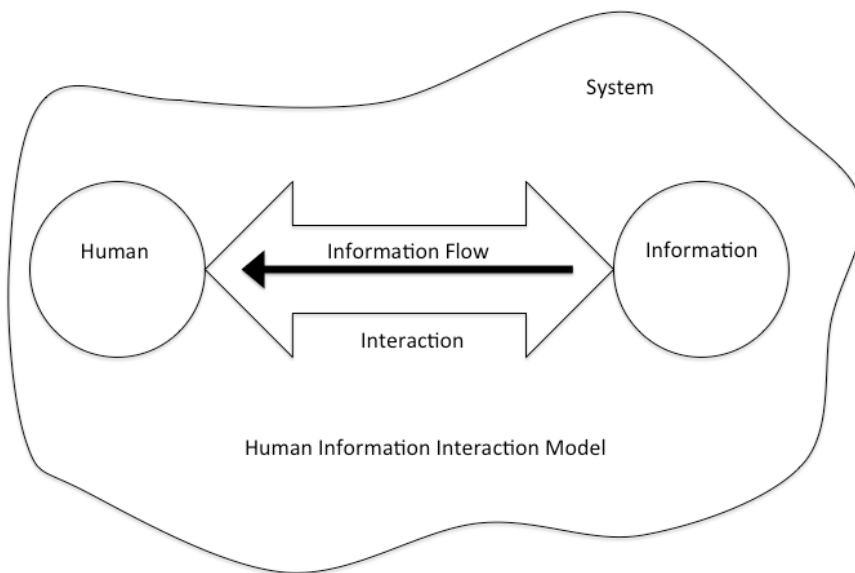 System
Human
Information Flow
Information
Interaction
Human Information Interaction Model